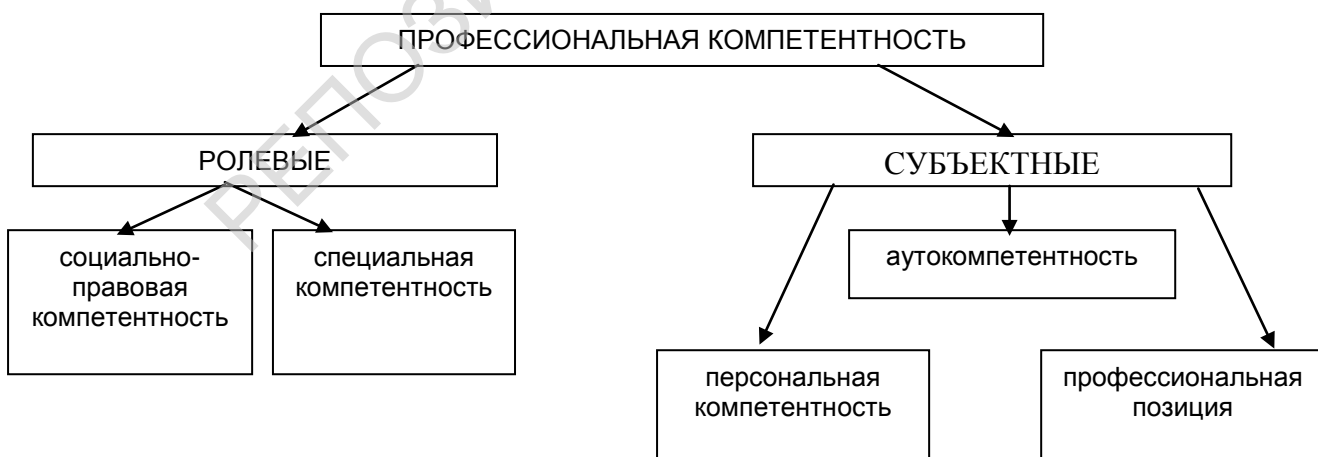 ПРОФЕССИОНАЛЬНАЯ КОМПЕТЕНТНОСТЬ
РОЛЕВЫЕ
СУБЪЕКТНЫЕ
социально-
правовая
компетентность
специальная
компетентность
аутокомпетентность
персональная
компетентность
профессиональная
позиция